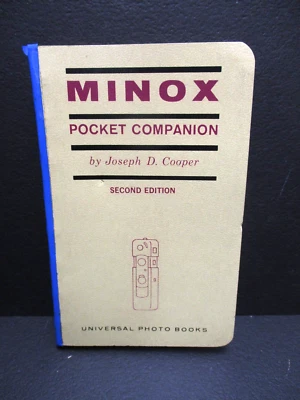 MINOX
POCKET COMPANION
by Joseph D. Cooper
SECOND EDITION
UNIVERSAL PHOTO BOOKS